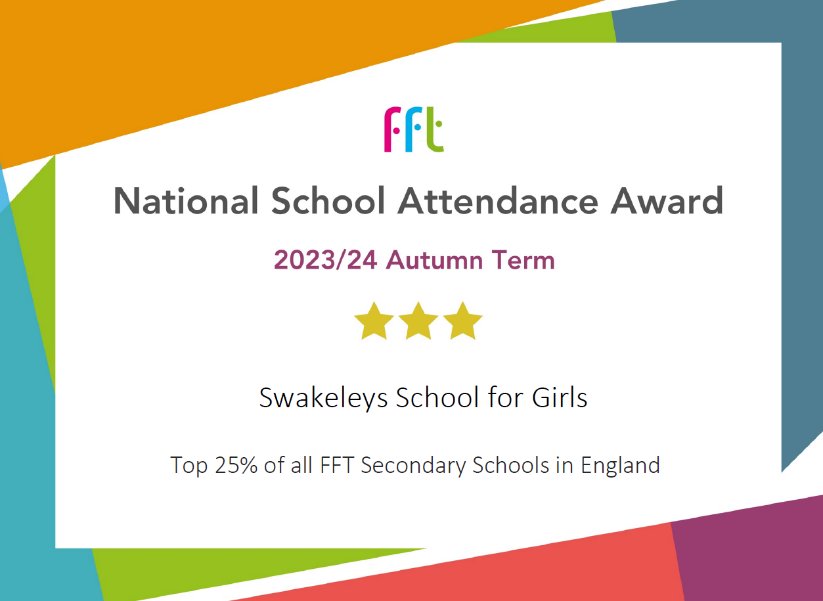 fft
National School Attendance Award
2023/24 Autumn Term
Swakeleys School for Girls
Top 25% of all FFT Secondary Schools in England